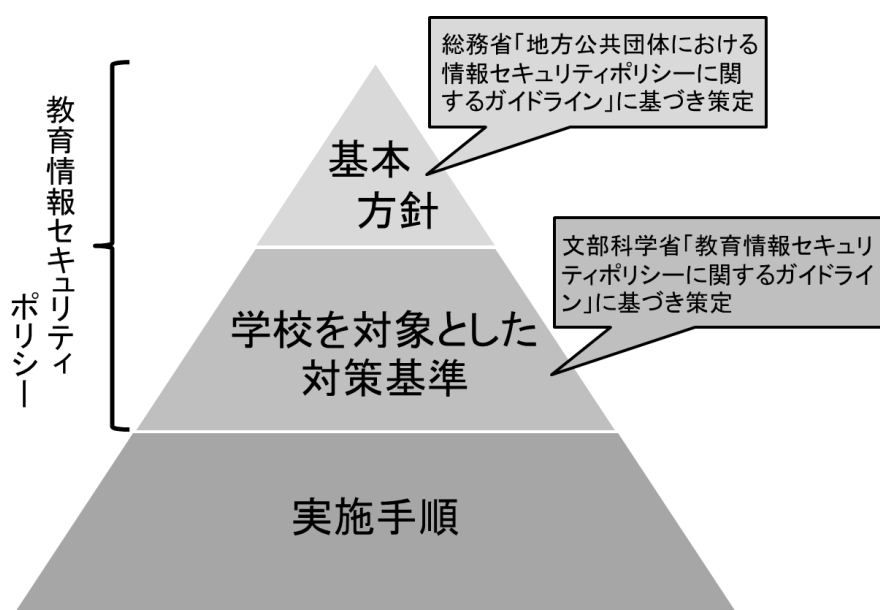 総務省「地方公共団体における
情報セキュリティポリシーに関
するガイドライン」に基づき策定
教育情報セキュリティ
ポリシー
基本
方針
文部科学省「教育情報セキュリ
ティポリシーに関するガイドライ
ン」に基づき策定
学校を対象とした
対策基準
実施手順